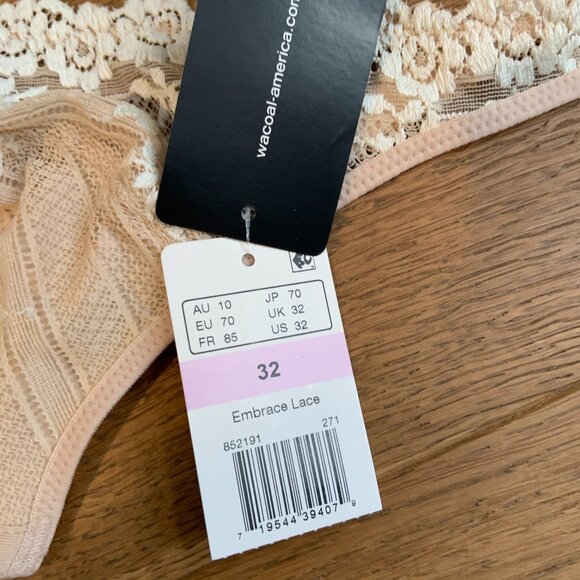 wacoal-america.com
AU 10 JP 70
EU 70 UK 32
FR 85 US 32
32
Embrace Lace
852191 271
7 19544 39407 9